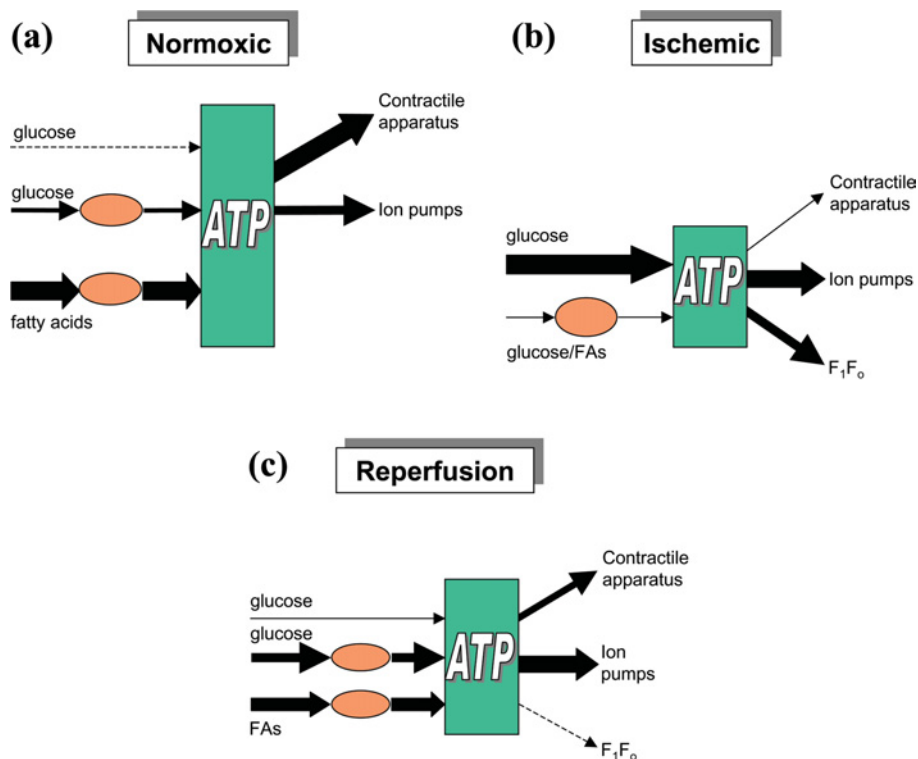 (a)
Normoxic
glucose
glucose
fatty acids
ATP
Contractile
apparatus
Ion pumps
(b)
Ischemic
glucose
glucose/FAs
ATP
Contractile
apparatus
Ion pumps
F₁Fₒ
(c)
Reperfusion
glucose
glucose
FAs
ATP
Contractile
apparatus
Ion
pumps
F₁Fₒ